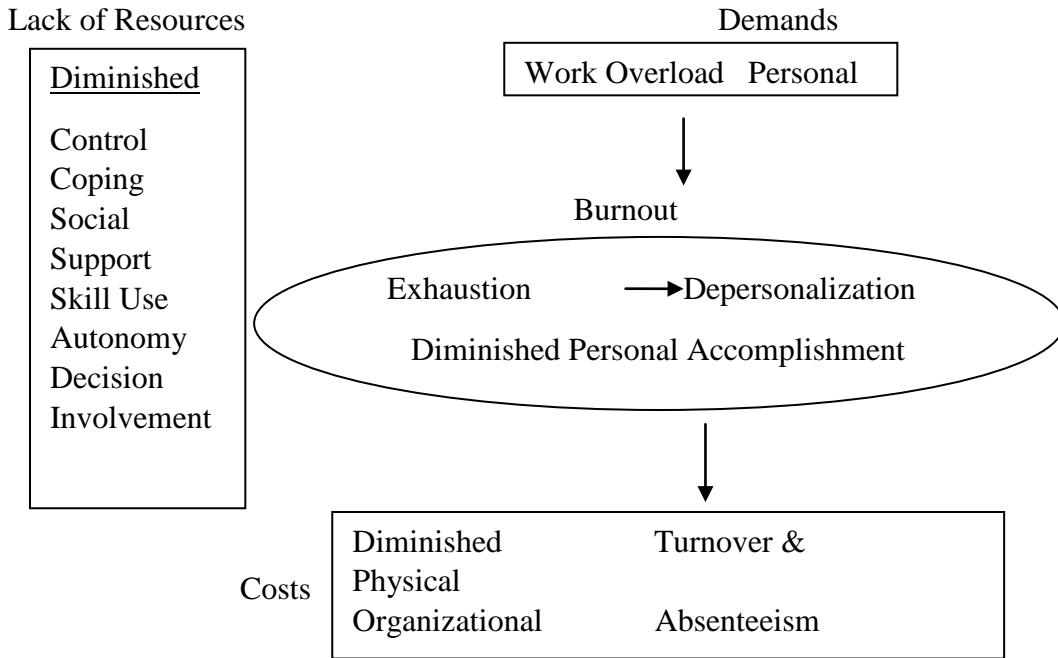 Lack of Resources
Diminished
Control
Coping
Social
Support
Skill Use
Autonomy
Decision
Involvement
Demands
Work Overload Personal
Burnout
Exhaustion Depersonalization
Diminished Personal Accomplishment
Costs
Diminished Turnover &
Physical
Organizational Absenteeism